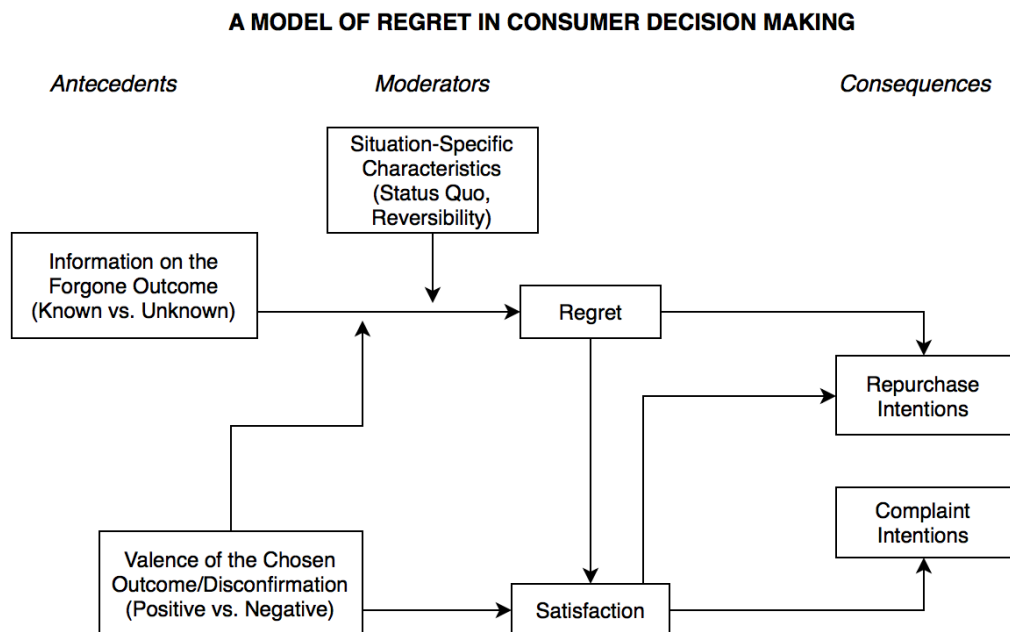 A MODEL OF REGRET IN CONSUMER DECISION MAKING
Antecedents
Moderators
Consequences
Situation-Specific
Characteristics
(Status Quo,
Reversibility)
Information on the
Forgone Outcome
(Known vs. Unknown)
Regret
Repurchase
Intentions
Complaint
Intentions
Valence of the Chosen
Outcome/Disconfirmation
(Positive vs. Negative)
Satisfaction